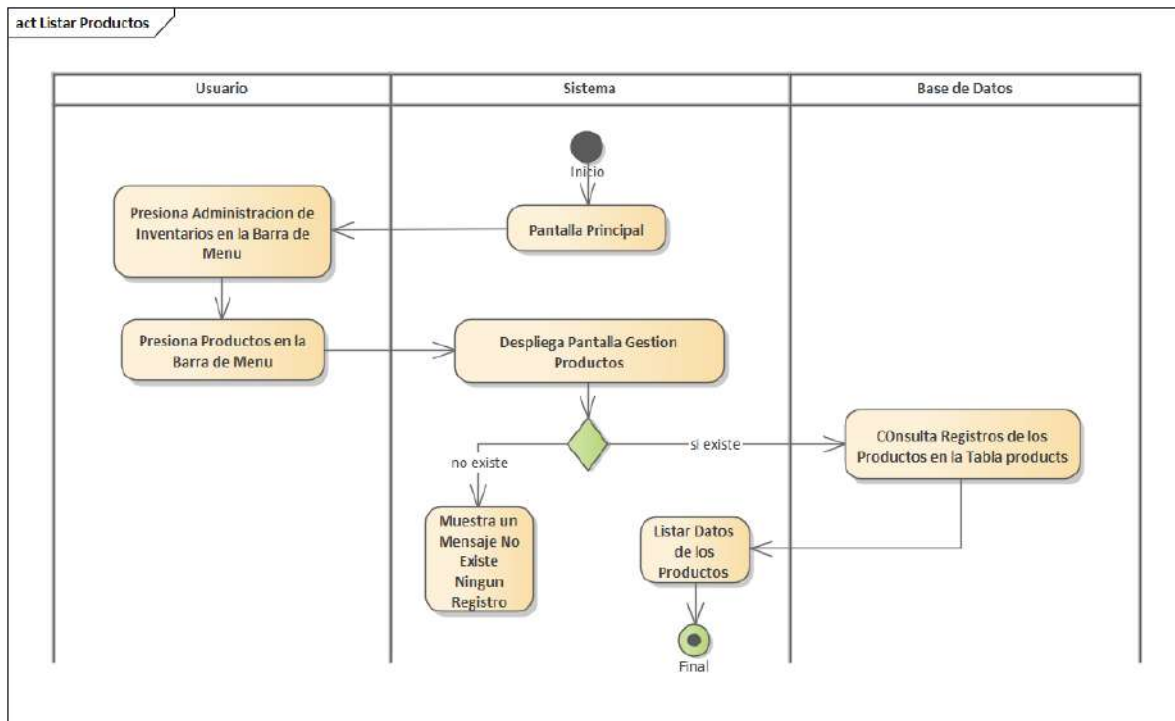 act Listar Productos
Usuario
Sistema
Base de Datos
Inicio
Pantalla Principal
Presiona Administracion de
Inventarios en la Barra de
Menu
Presiona Productos en la
Barra de Menu
Despliega Pantalla Gestion
Productos
si existe
no existe
COnsulta Registros de los
Productos en la Tabla products
Muestra un
Mensaje No
Existe
Ningun
Registro
Listar Datos
de los
Productos
Final